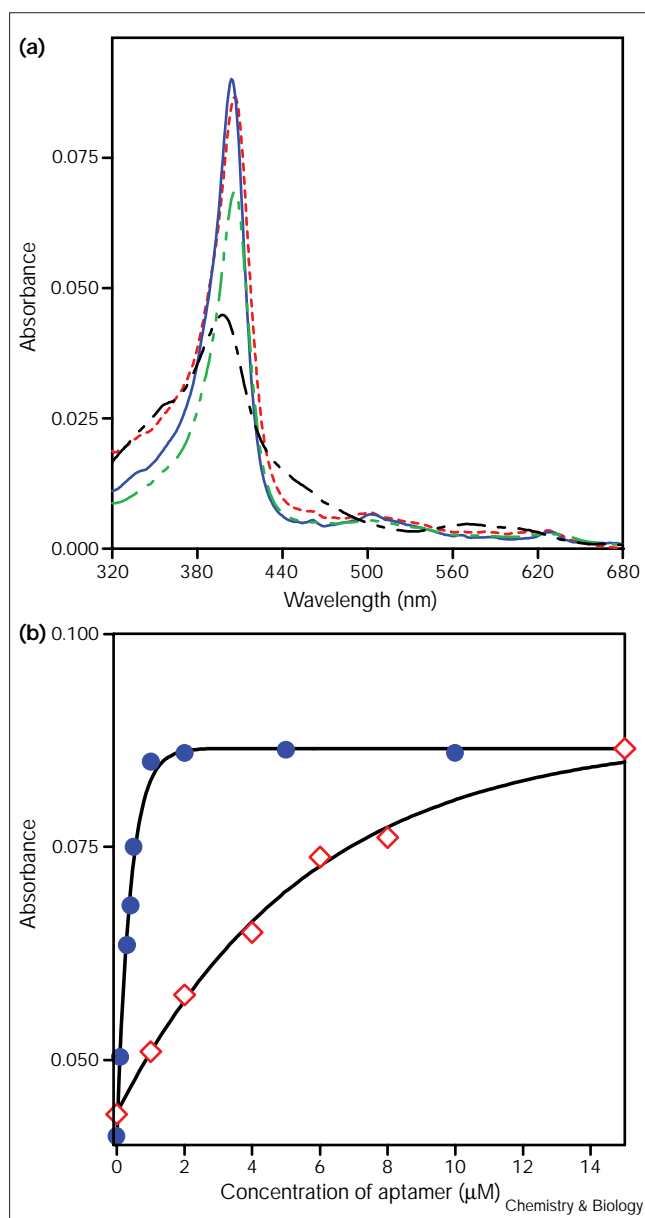 (a)
0.075
0.050
0.025
0.000
Absorbance
320 380 440 500 560 620 680
Wavelength (nm)
(b)
0.100
0.075
0.050
Absorbance
0 2 4 6 8 10 12 14
Concentration of aptamer (μM)
Chemistry & Biology